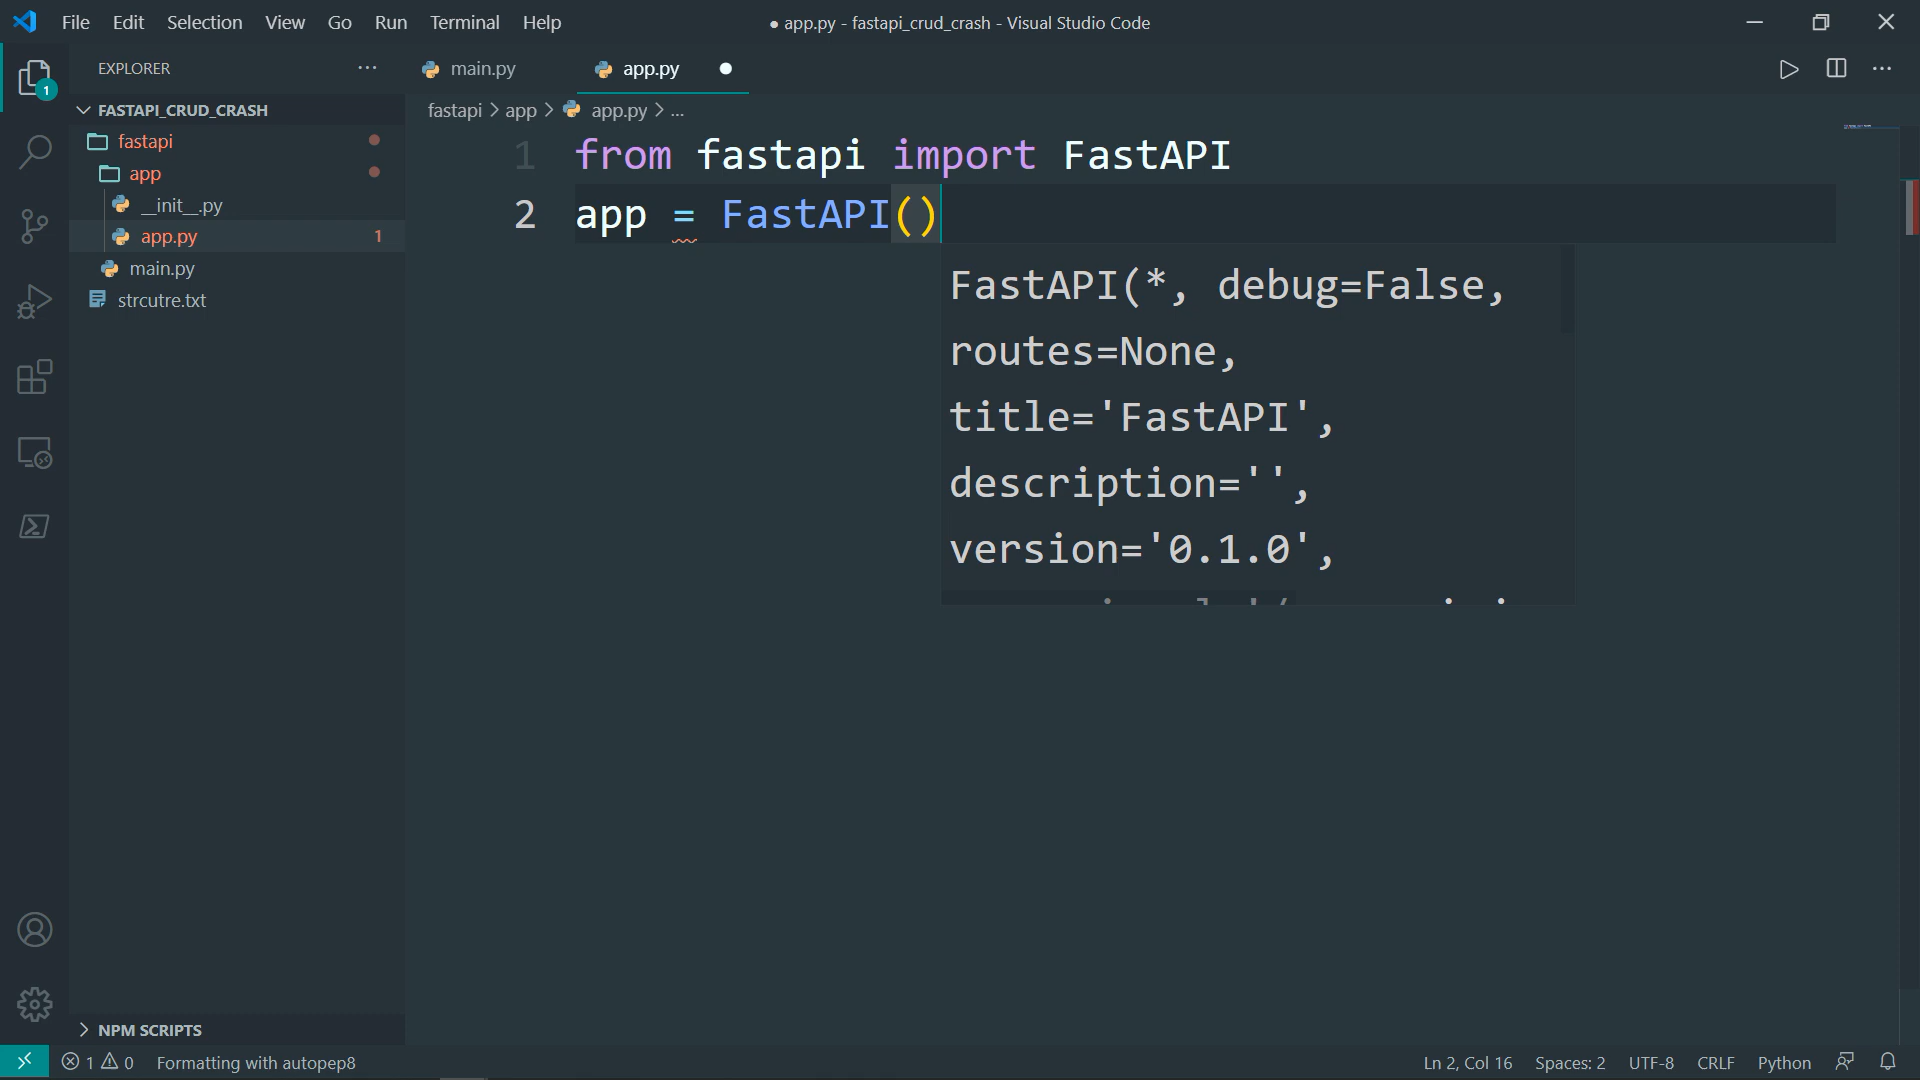 File Edit Selection View Go Run Terminal Help
● app.py - fastapi_crud_crash - Visual Studio Code
EXPLORER
main.py
app.py
1
FASTAPI_CRUD_CRASH
fastapi
app
__init__.py
app.py 1
main.py
strcutre.txt
fastapi > app > app.py > ...
1 from fastapi import FastAPI
2 app = FastAPI()
FastAPI(*, debug=False,
routes=None,
title='FastAPI',
description='',
version='0.1.0',
NPM SCRIPTS
1 0 Formatting with autopep8
Ln 2, Col 16 Spaces: 2 UTF-8 CRLF Python